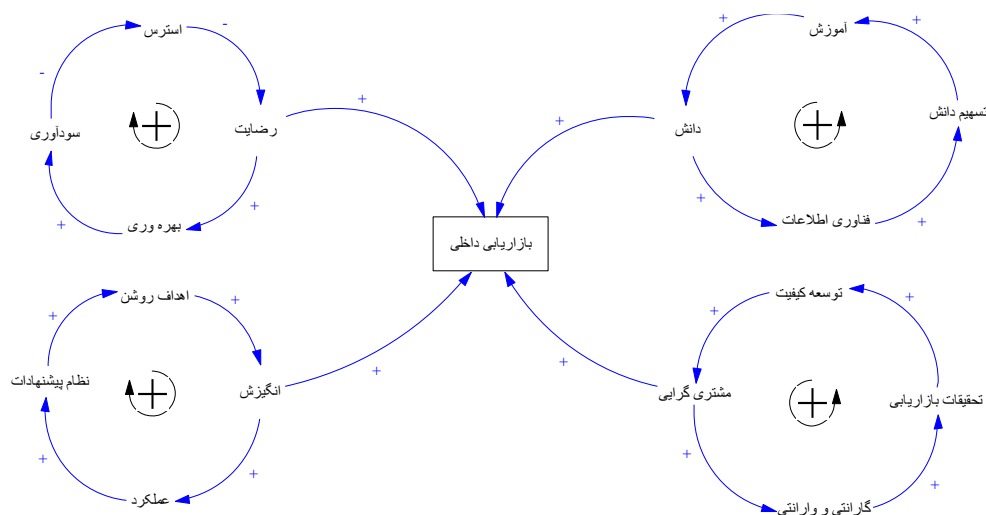 استرس
-
-
رضایت
+
سودآوری
بهره وری
+
+
+
آموزش
+
+
دانش
+
تسهیم دانش
فناوری اطلاعات
+
+
+
بازاریابی داخلی
اهداف روشن
+
+
انگیزش
+
نظام پیشنهادات
عملکرد
+
+
+
توسعه کیفیت
+
+
مشتری گرایی
+
تحقیقات بازاریابی
گارانتی و وارانتی
+
+
+